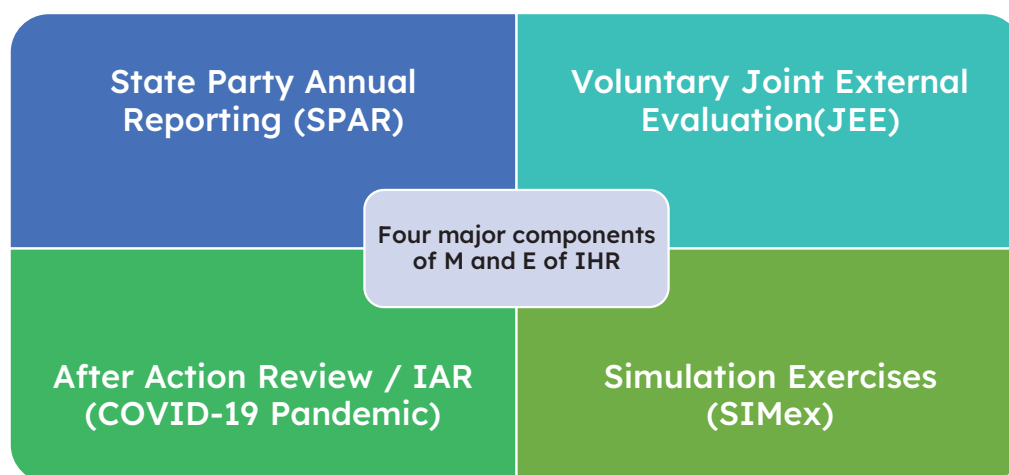 State Party Annual
Reporting (SPAR)
Voluntary Joint External
Evaluation(JEE)
Four major components
of M and E of IHR
After Action Review / IAR
(COVID-19 Pandemic)
Simulation Exercises
(SIMex)